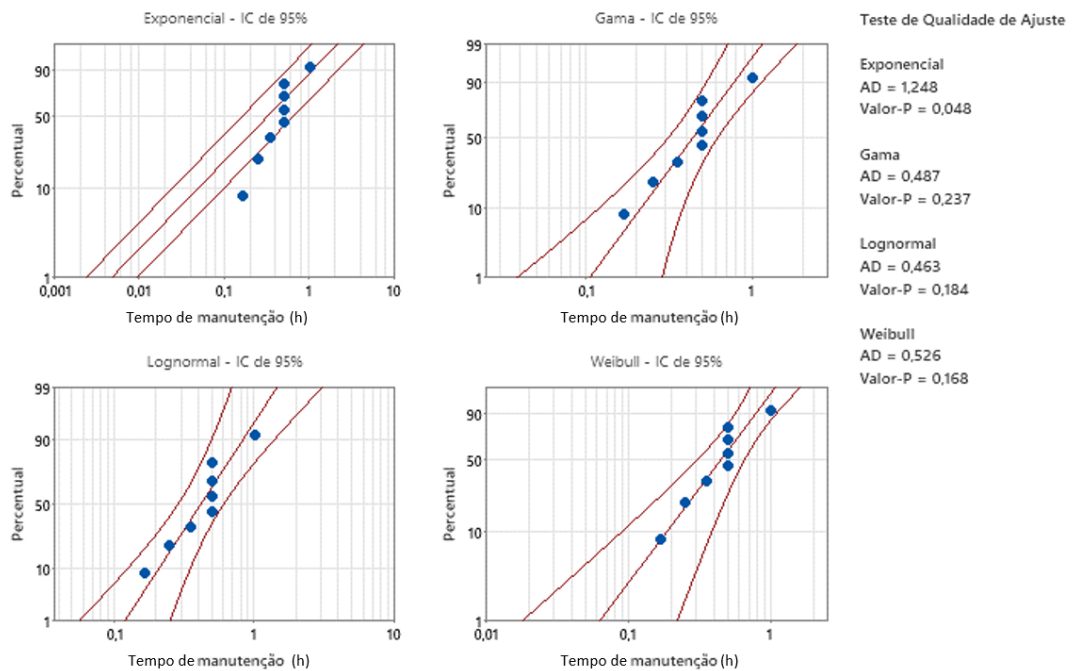 Exponencial - IC de 95%
90
50
10
1
0,001
0,01
0,1
1
10
Percentual
Tempo de manutenção (h)
Gama - IC de 95%
99
90
50
10
1
0,1
1
Percentual
Tempo de manutenção (h)
Lognormal - IC de 95%
99
90
50
10
1
0,1
1
10
Percentual
Tempo de manutenção (h)
Weibull - IC de 95%
90
50
10
1
0,01
0,1
1
Percentual
Tempo de manutenção (h)
Teste de Qualidade de Ajuste
Exponencial
AD = 1,248
Valor-P = 0,048
Gama
AD = 0,487
Valor-P = 0,237
Lognormal
AD = 0,463
Valor-P = 0,184
Weibull
AD = 0,526
Valor-P = 0,168